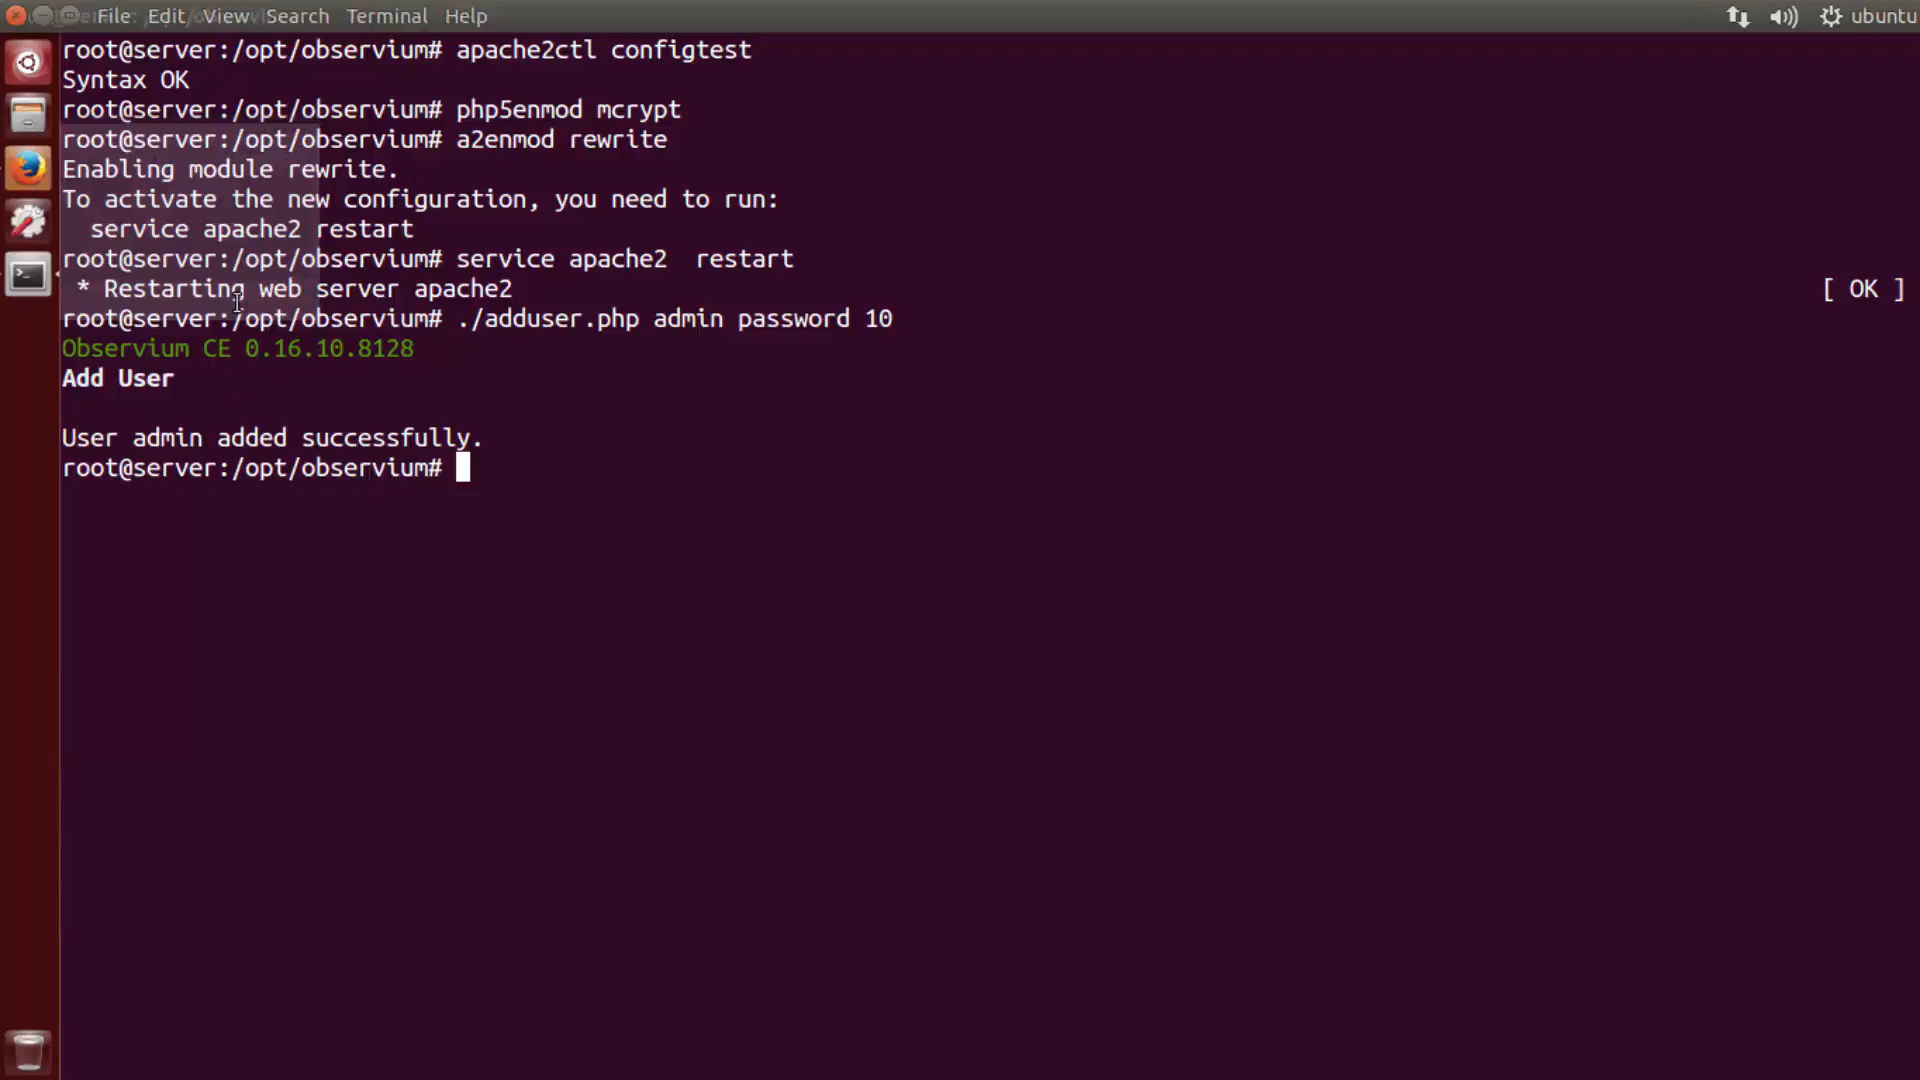 File Edit View Search Terminal Help ubuntu
root@server:/opt/observium# apache2ctl configtest
Syntax OK
root@server:/opt/observium# php5enmod mcrypt
root@server:/opt/observium# a2enmod rewrite
Enabling module rewrite.
To activate the new configuration, you need to run:
  service apache2 restart
root@server:/opt/observium# service apache2  restart
 * Restarting web server apache2 [ OK ]
root@server:/opt/observium# ./adduser.php admin password 10
Observium CE 0.16.10.8128
Add User
User admin added successfully.
root@server:/opt/observium#